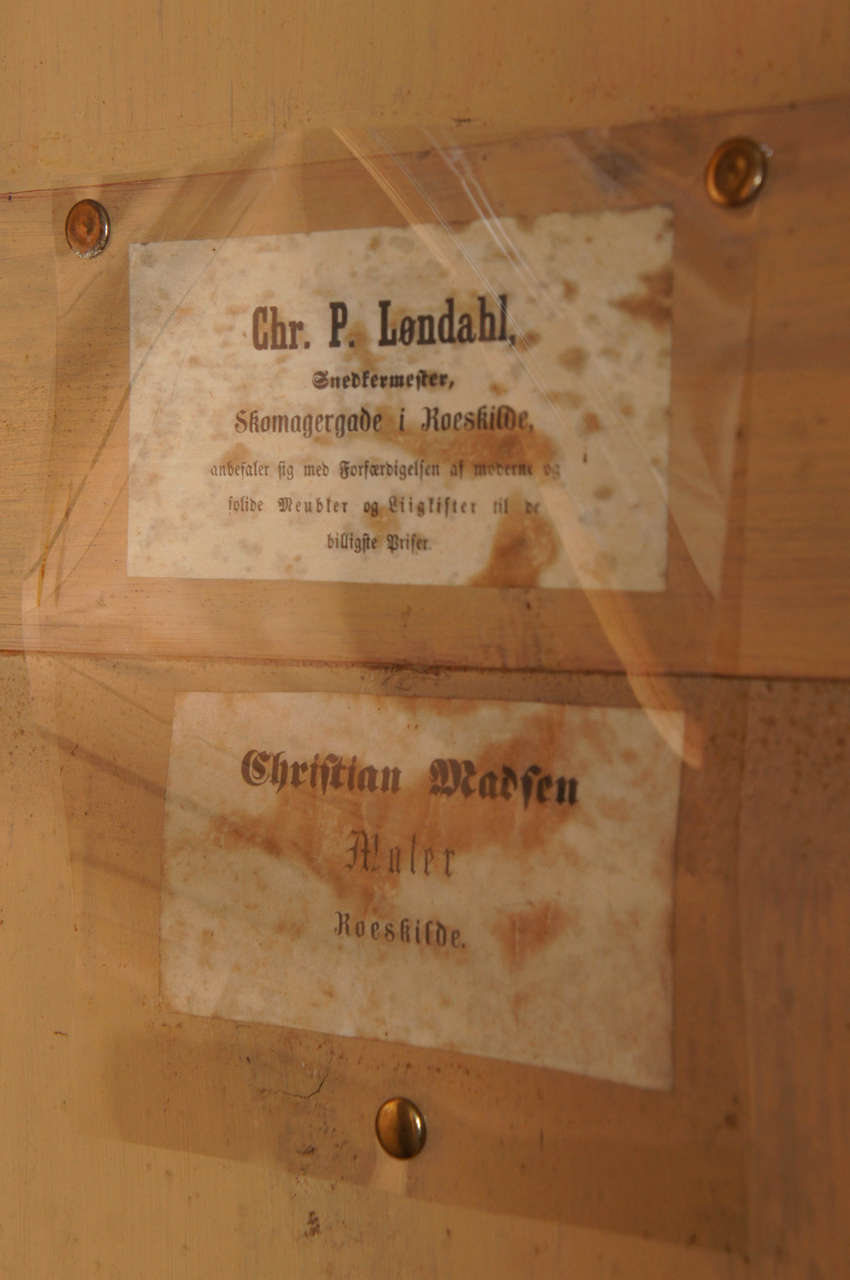 Chr. P. Løndahl,
Snedkermester,
Skomagergade i Roeskilde,
anbefaler sig med Forfærdigelsen af moderne og
solide Meubler og Liigkister til de
billigste Priser.
Christian Madsen
Maler
Roeskilde.